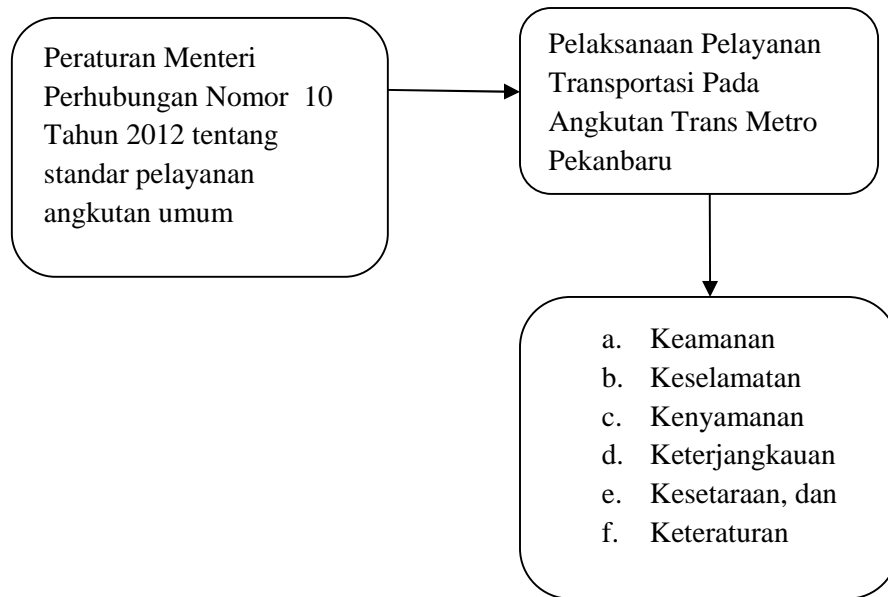 Peraturan Menteri
Perhubungan Nomor  10
Tahun 2012 tentang
standar pelayanan
angkutan umum
Pelaksanaan Pelayanan
Transportasi Pada
Angkutan Trans Metro
Pekanbaru
a. Keamanan
b. Keselamatan
c. Kenyamanan
d. Keterjangkauan
e. Kesetaraan, dan
f. Keteraturan